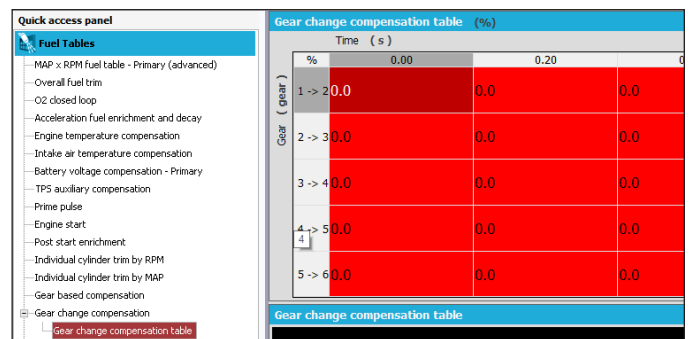 Quick access panel
Fuel Tables
MAP x RPM fuel table - Primary (advanced)
Overall fuel trim
O2 closed loop
Acceleration fuel enrichment and decay
Engine temperature compensation
Intake air temperature compensation
Battery voltage compensation - Primary
TPS auxiliary compensation
Prime pulse
Engine start
Post start enrichment
Individual cylinder trim by RPM
Individual cylinder trim by MAP
Gear based compensation
Gear change compensation
Gear change compensation table
Gear change compensation table (%)
Time (s)
Gear (gear)
% 0.00 0.20
1 -> 2 0.0 0.0 0.0
2 -> 3 0.0 0.0 0.0
3 -> 4 0.0 0.0 0.0
4 -> 5 0.0 0.0 0.0
4
5 -> 6 0.0 0.0 0.0
Gear change compensation table